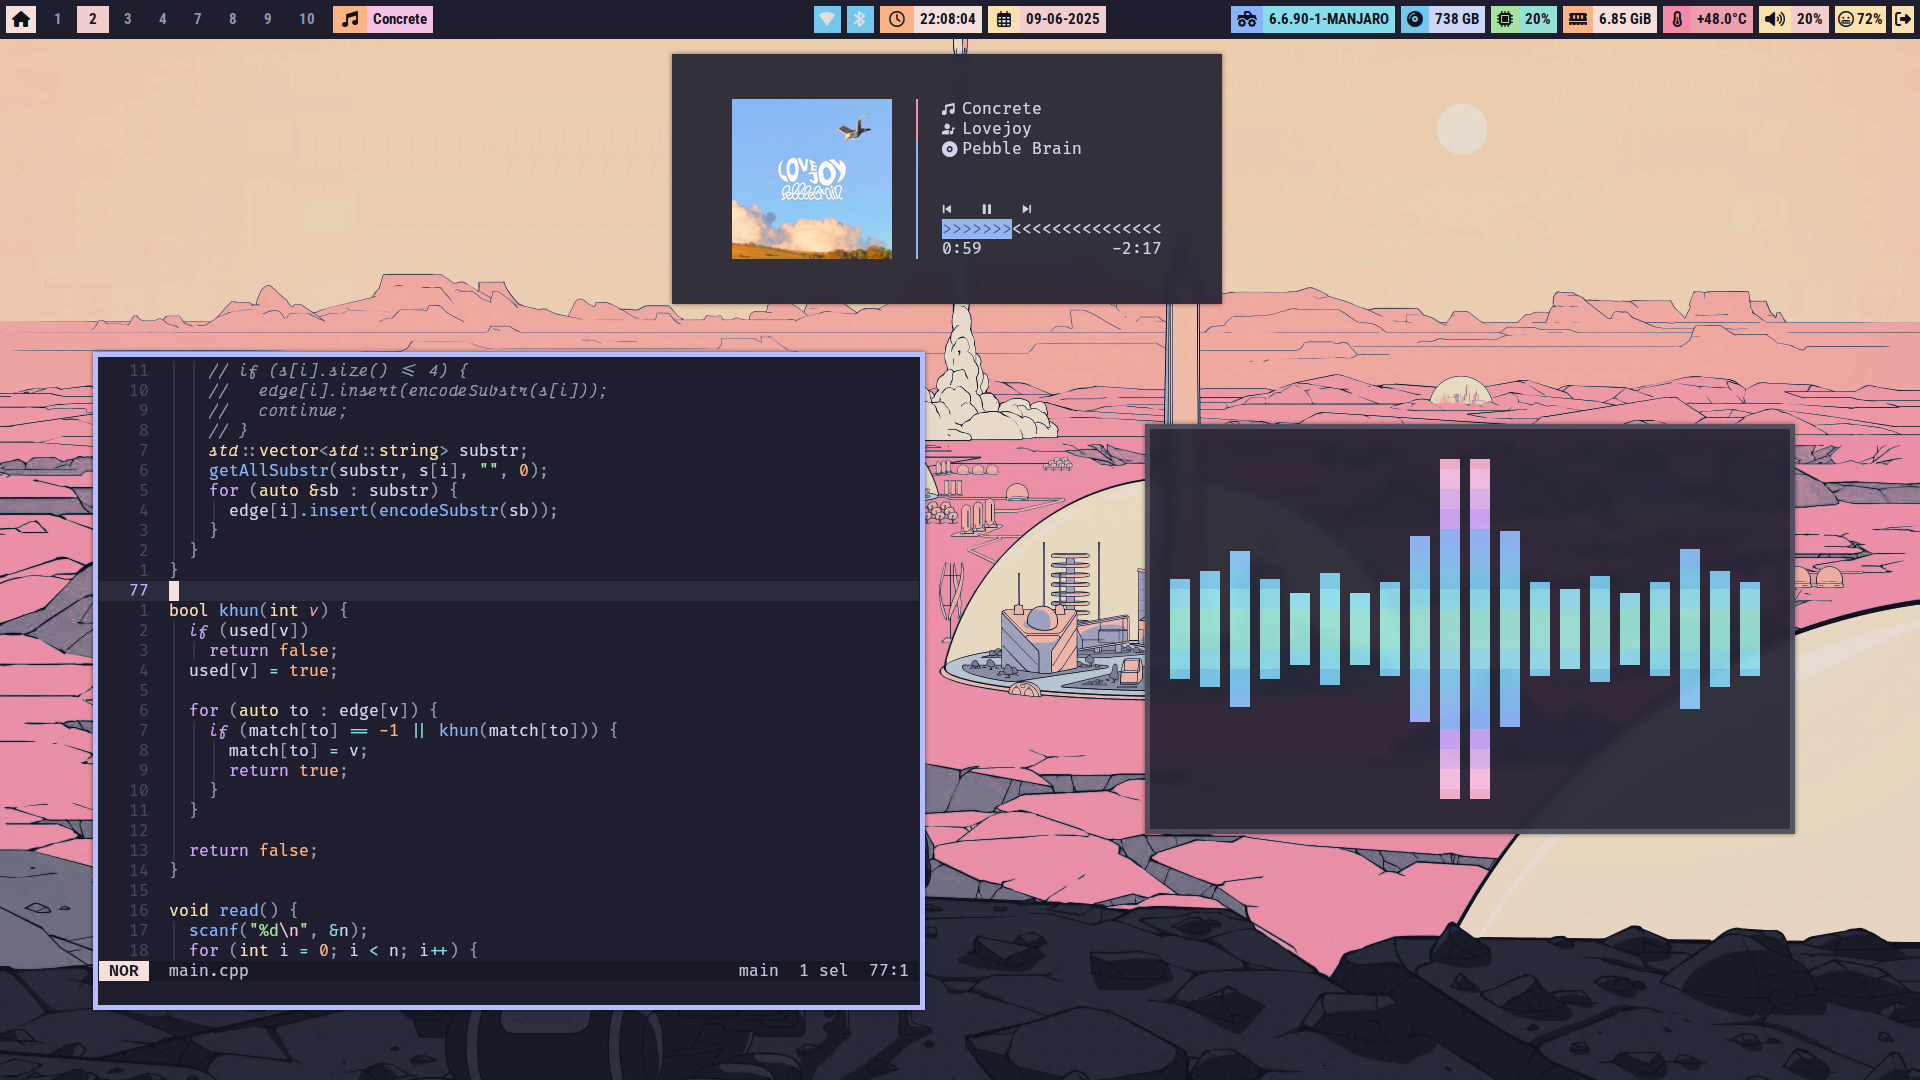 1 2 3 4 7 8 9 10 Concrete 22:08:04 09-06-2025 6.6.90-1-MANJARO 738 GB 20% 6.85 GiB +48.0°C 20% 72%
LOVEJOY
PebbleBrain
Concrete
Lovejoy
Pebble Brain
>>>>>>><<<<<<<<<<<<<<<
0:59 -2:17
11 // if (s[i].size() <= 4) {
10 //   edge[i].insert(encodeSubstr(s[i]));
9 //   continue;
8 // }
7 std::vector<std::string> substr;
6 getAllSubstr(substr, s[i], "", 0);
5 for (auto &sb : substr) {
4 edge[i].insert(encodeSubstr(sb));
3 }
2 }
1 }
77
1 bool khun(int v) {
2 if (used[v])
3 return false;
4 used[v] = true;
5
6 for (auto to : edge[v]) {
7 if (match[to] == -1 || khun(match[to])) {
8 match[to] = v;
9 return true;
10 }
11 }
12
13 return false;
14 }
15
16 void read() {
17 scanf("%d\n", &n);
18 for (int i = 0; i < n; i++) {
NOR main.cpp main 1 sel 77:1